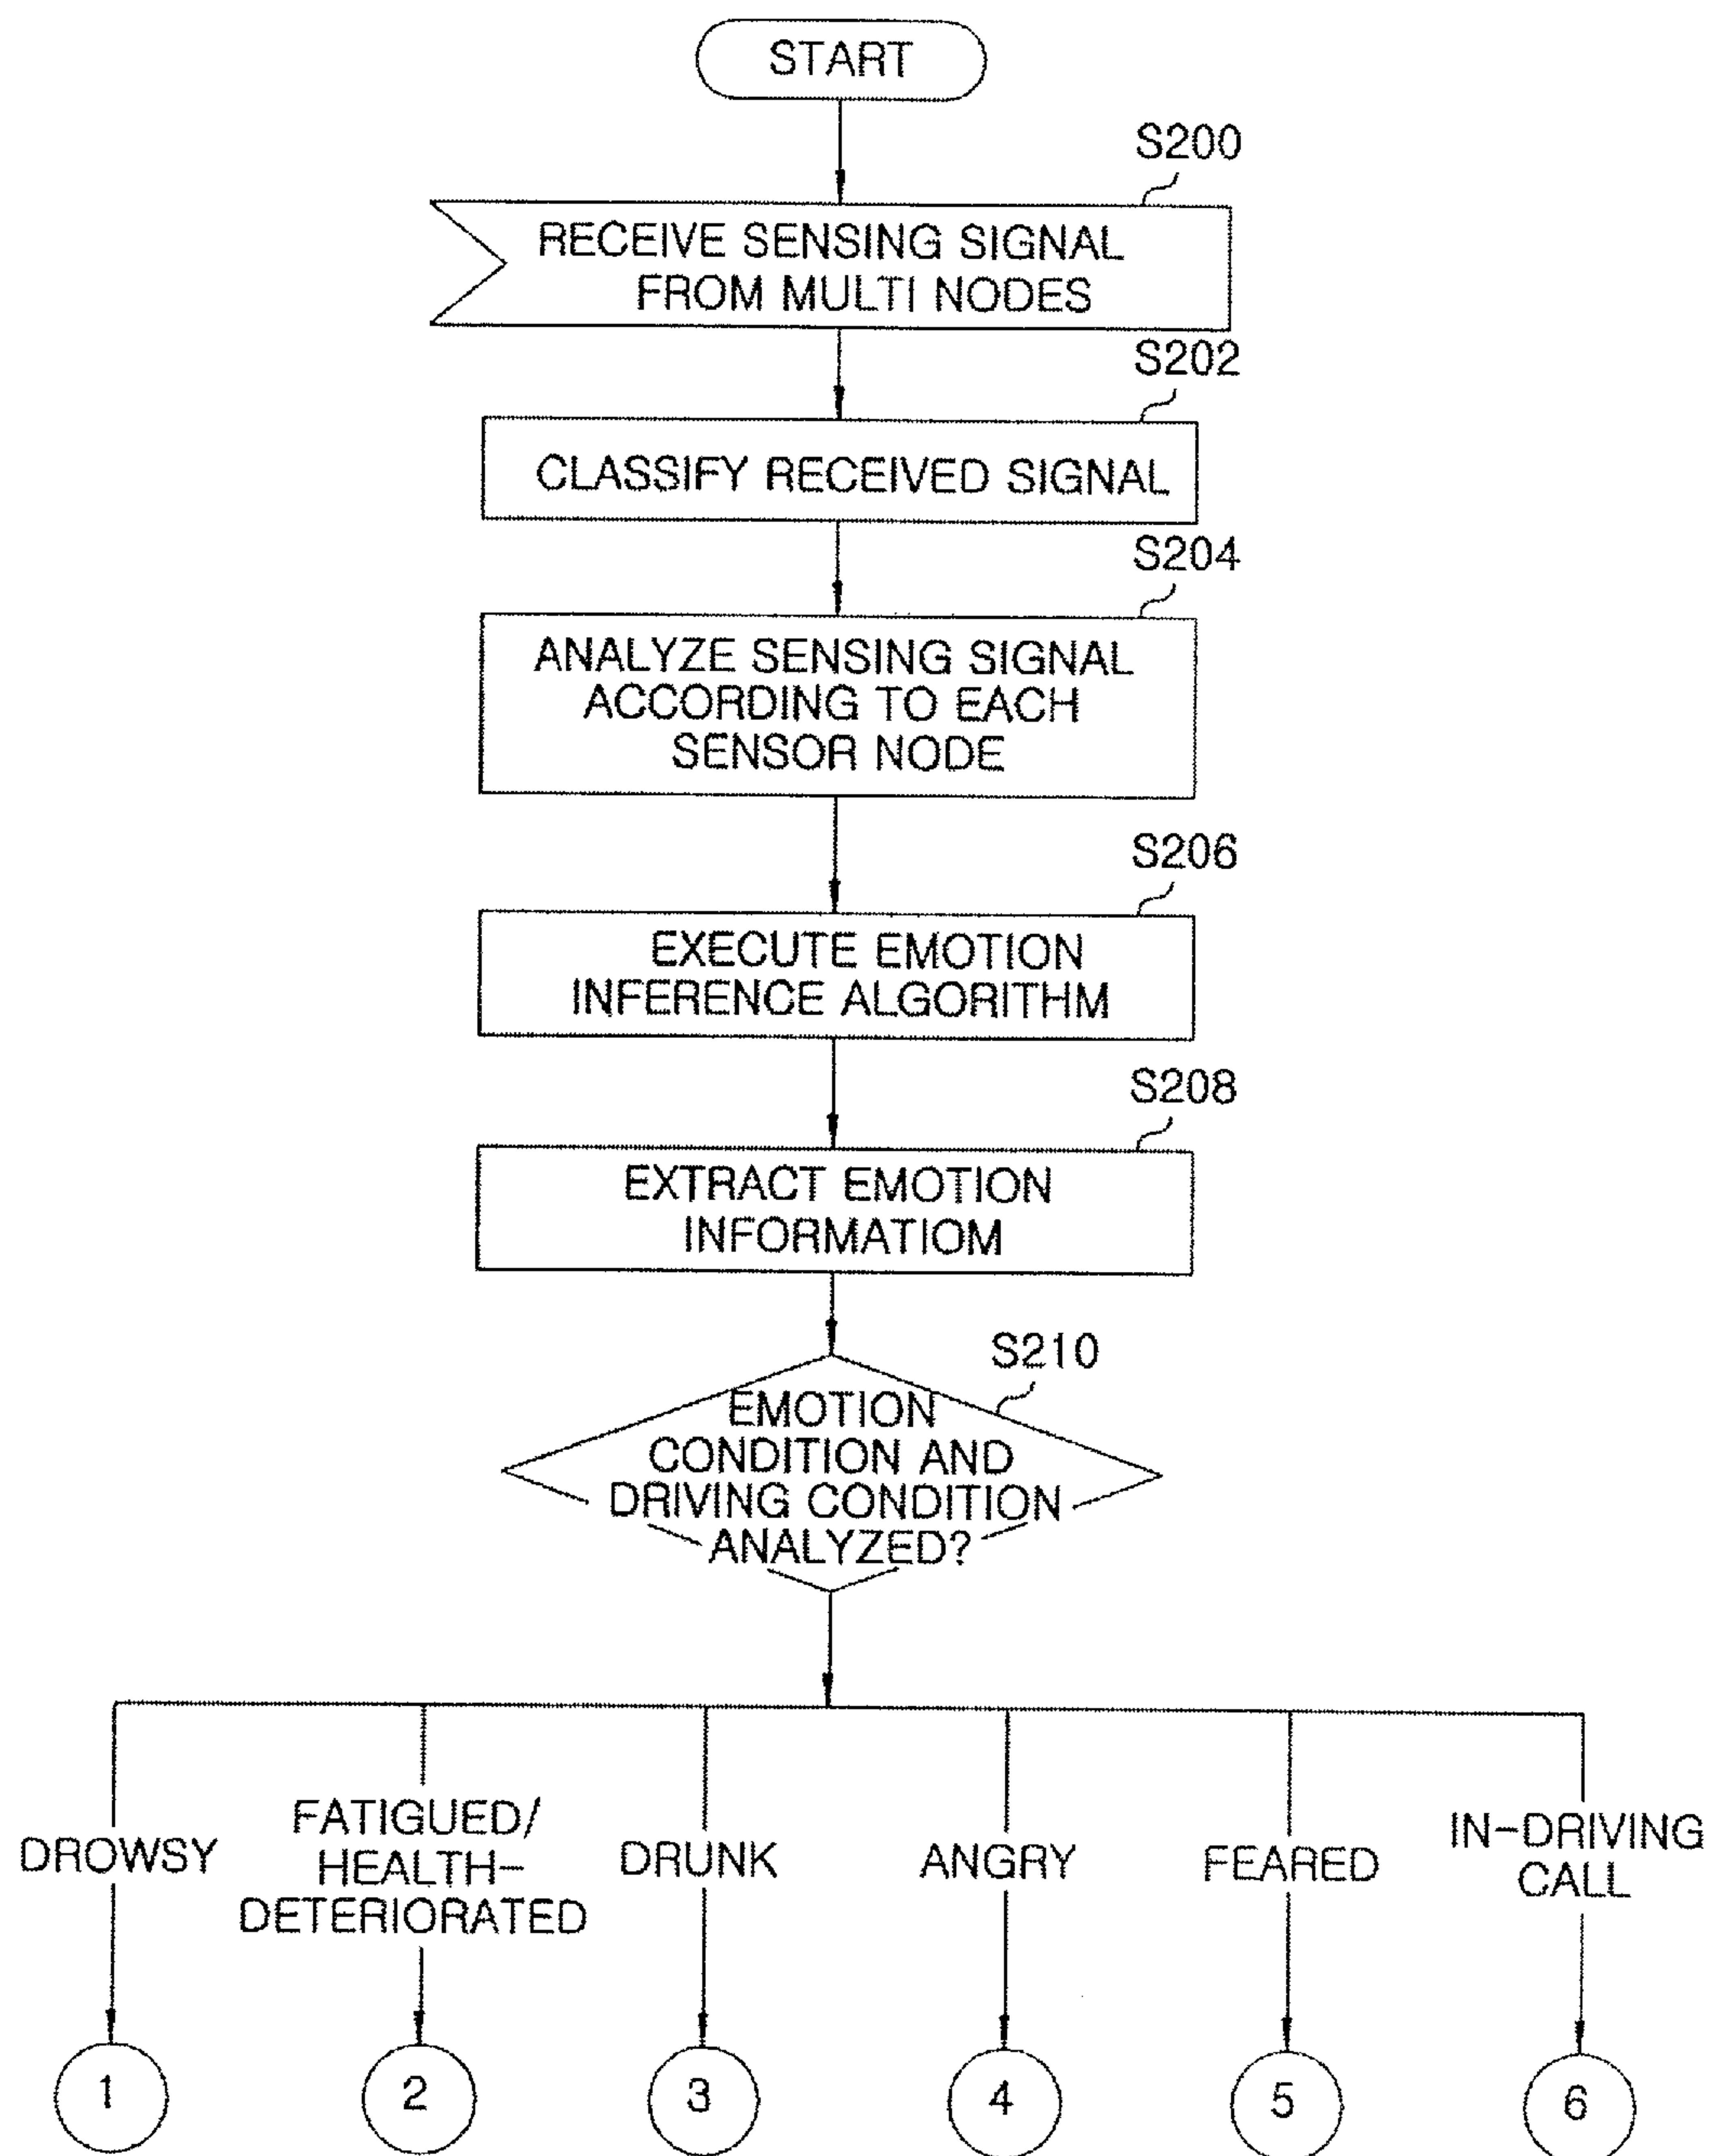 START
S200
RECEIVE SENSING SIGNAL
FROM MULTI NODES
S202
CLASSIFY RECEIVED SIGNAL
S204
ANALYZE SENSING SIGNAL
ACCORDING TO EACH
SENSOR NODE
S206
EXECUTE EMOTION
INFERENCE ALGORITHM
S208
EXTRACT EMOTION
INFORMATIOM
S210
EMOTION
CONDITION AND
DRIVING CONDITION
ANALYZED?
DROWSY
FATIGUED/
HEALTH-
DETERIORATED
DRUNK
ANGRY
FEARED
IN-DRIVING
CALL
1
2
3
4
5
6